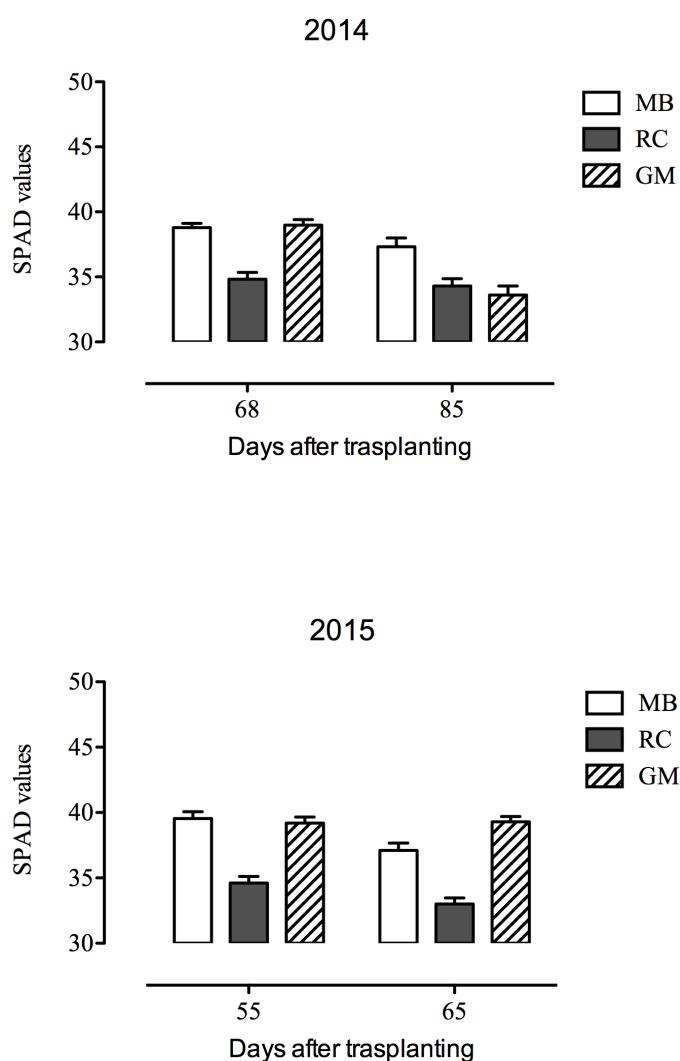 2014
50
45
40
35
30
SPAD values
MB
RC
GM
68 85
Days after trasplanting
2015
50
45
40
35
30
SPAD values
MB
RC
GM
55 65
Days after trasplanting